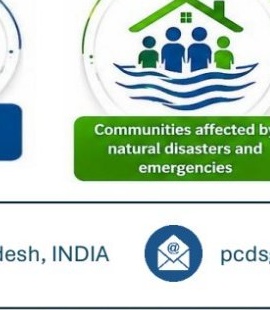 Communities affected by
natural disasters and
emergencies
desh, INDIA
@
pcds